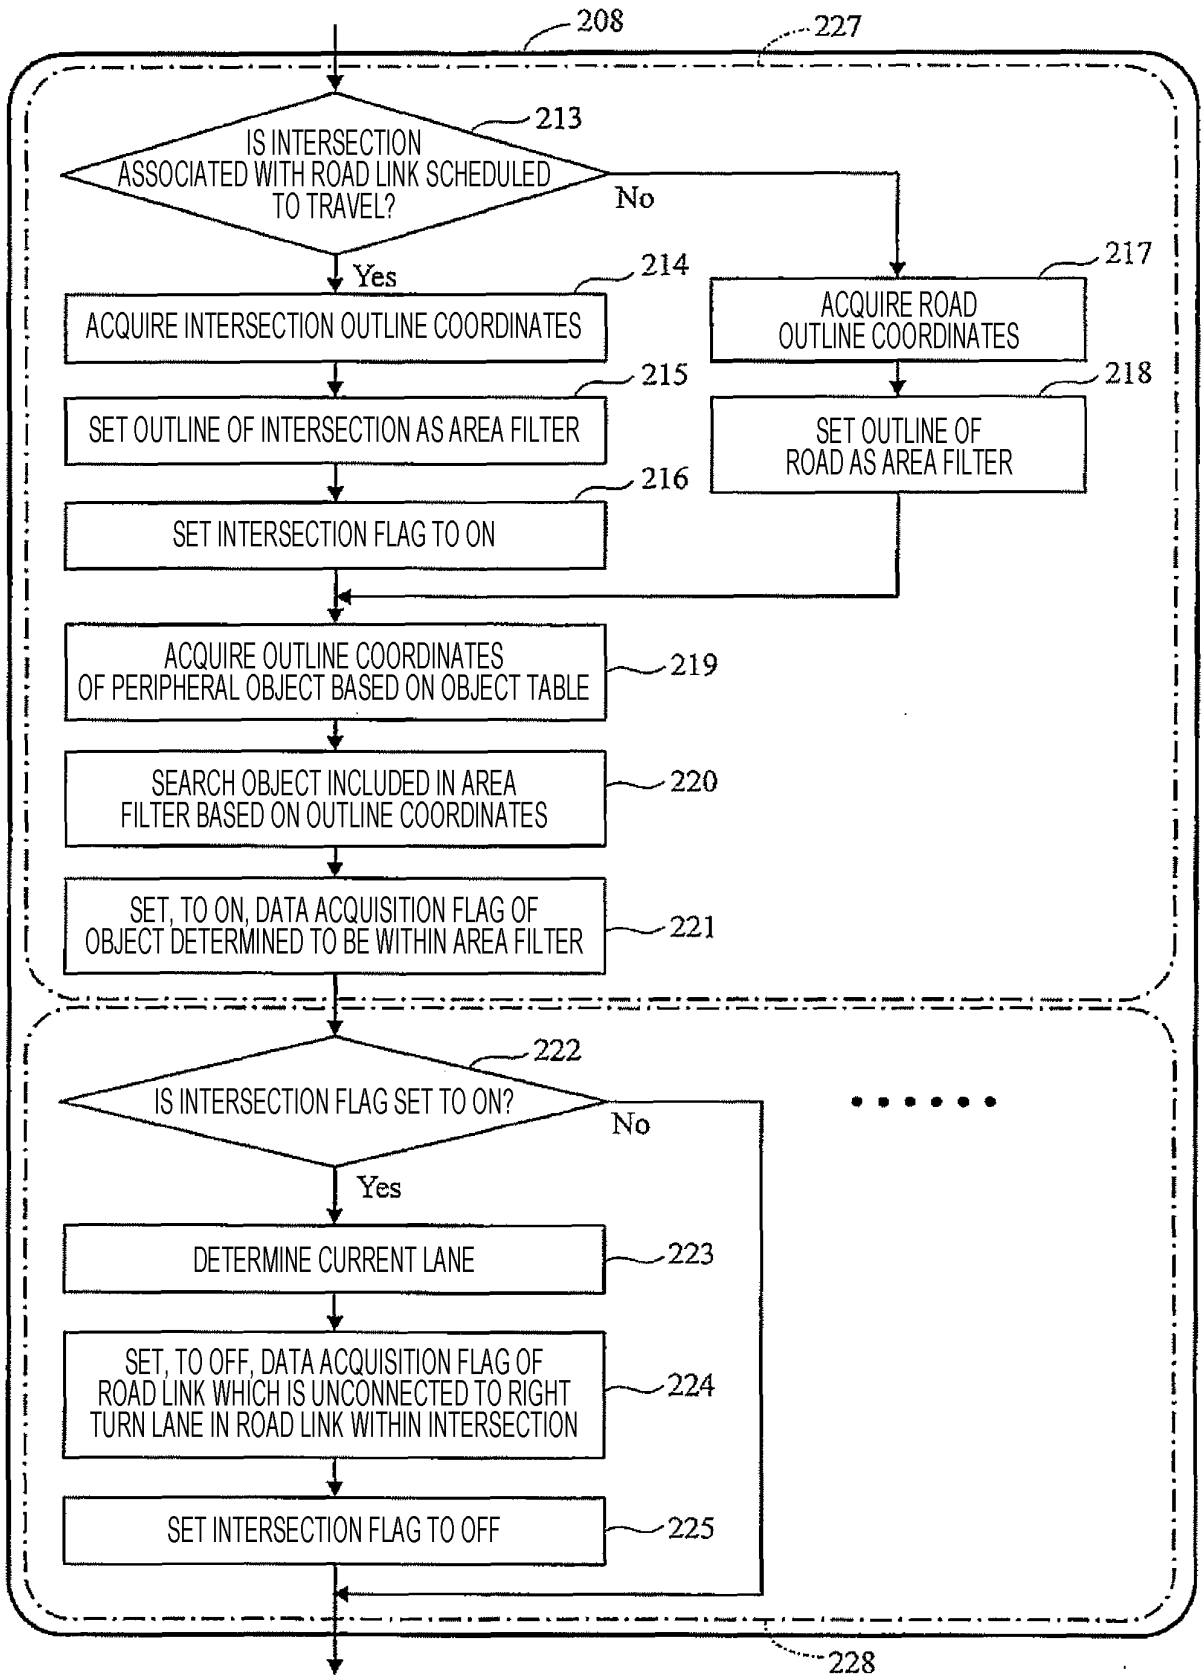 208
227
213
IS INTERSECTION
ASSOCIATED WITH ROAD LINK SCHEDULED
TO TRAVEL?
No
Yes
214
ACQUIRE INTERSECTION OUTLINE COORDINATES
217
ACQUIRE ROAD
OUTLINE COORDINATES
215
SET OUTLINE OF INTERSECTION AS AREA FILTER
218
SET OUTLINE OF
ROAD AS AREA FILTER
216
SET INTERSECTION FLAG TO ON
ACQUIRE OUTLINE COORDINATES
OF PERIPHERAL OBJECT BASED ON OBJECT TABLE
219
SEARCH OBJECT INCLUDED IN AREA
FILTER BASED ON OUTLINE COORDINATES
220
SET, TO ON, DATA ACQUISITION FLAG OF
OBJECT DETERMINED TO BE WITHIN AREA FILTER
221
222
IS INTERSECTION FLAG SET TO ON?
No
Yes
DETERMINE CURRENT LANE
223
SET, TO OFF, DATA ACQUISITION FLAG OF
ROAD LINK WHICH IS UNCONNECTED TO RIGHT
TURN LANE IN ROAD LINK WITHIN INTERSECTION
224
SET INTERSECTION FLAG TO OFF
225
228